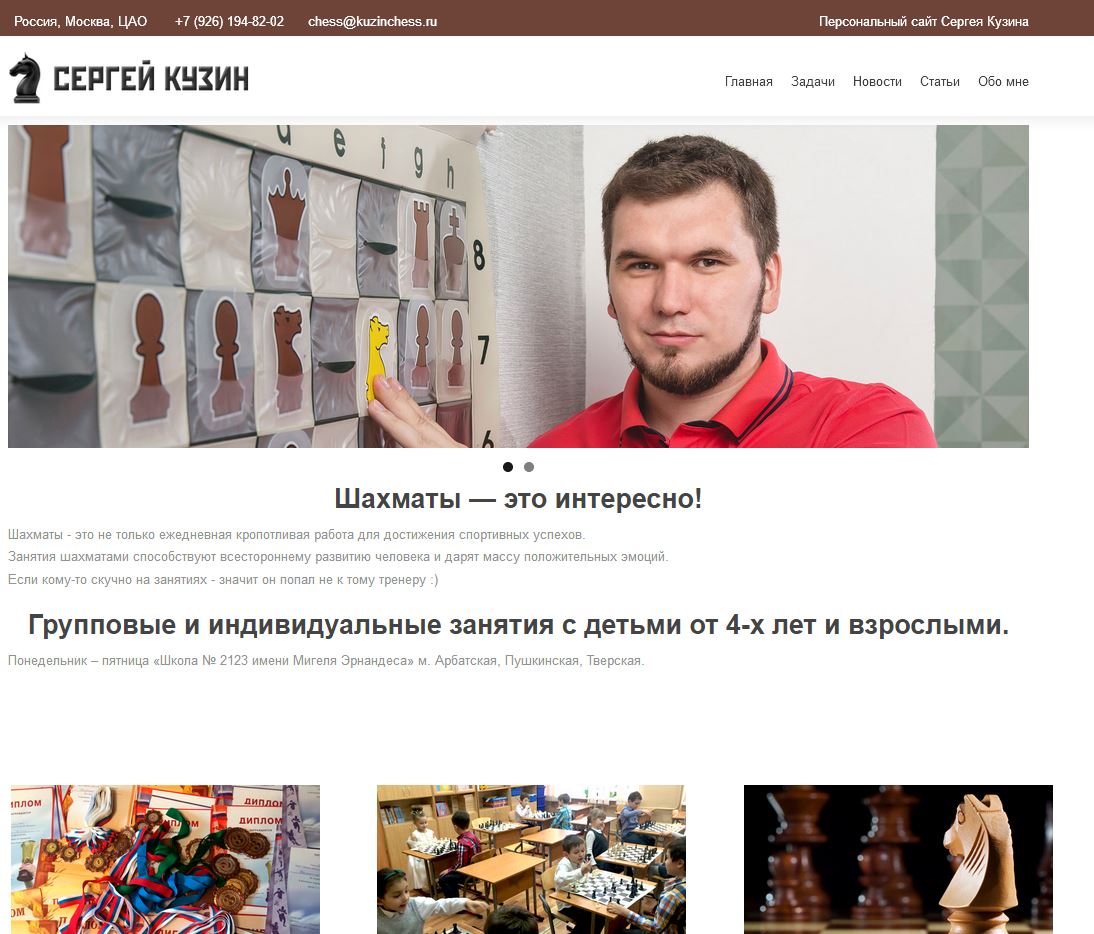 Россия, Москва, ЦАО +7 (926) 194-82-02 chess@kuzinchess.ru Персональный сайт Сергея Кузина
СЕРГЕЙ КУЗИН
Главная Задачи Новости Статьи Обо мне
d e f g h
8
7
6
Шахматы — это интересно!
Шахматы - это не только ежедневная кропотливая работа для достижения спортивных успехов.
Занятия шахматами способствуют всестороннему развитию человека и дарят массу положительных эмоций.
Если кому-то скучно на занятиях - значит он попал не к тому тренеру :)
Групповые и индивидуальные занятия с детьми от 4-х лет и взрослыми.
Понедельник – пятница «Школа № 2123 имени Мигеля Эрнандеса» м. Арбатская, Пушкинская, Тверская.
ДИПЛОМ
ДИПЛОМ